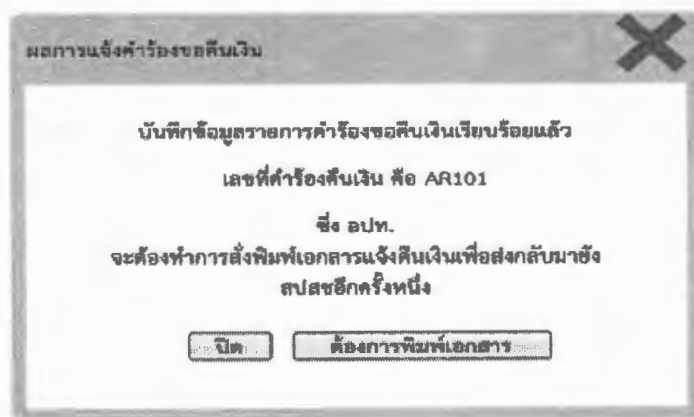 ผลการแจ้งคำร้องขอคืนเงิน
บันทึกข้อมูลรายการคำร้องขอคืนเงินเรียบร้อยแล้ว
เลขที่คำร้องคืนเงิน คือ AR101
ซึ่ง อปท.
จะต้องทำการสั่งพิมพ์เอกสารแจ้งคืนเงินเพื่อส่งกลับมายัง
สปสชอีกครั้งหนึ่ง
ปิด
ต้องการพิมพ์เอกสาร